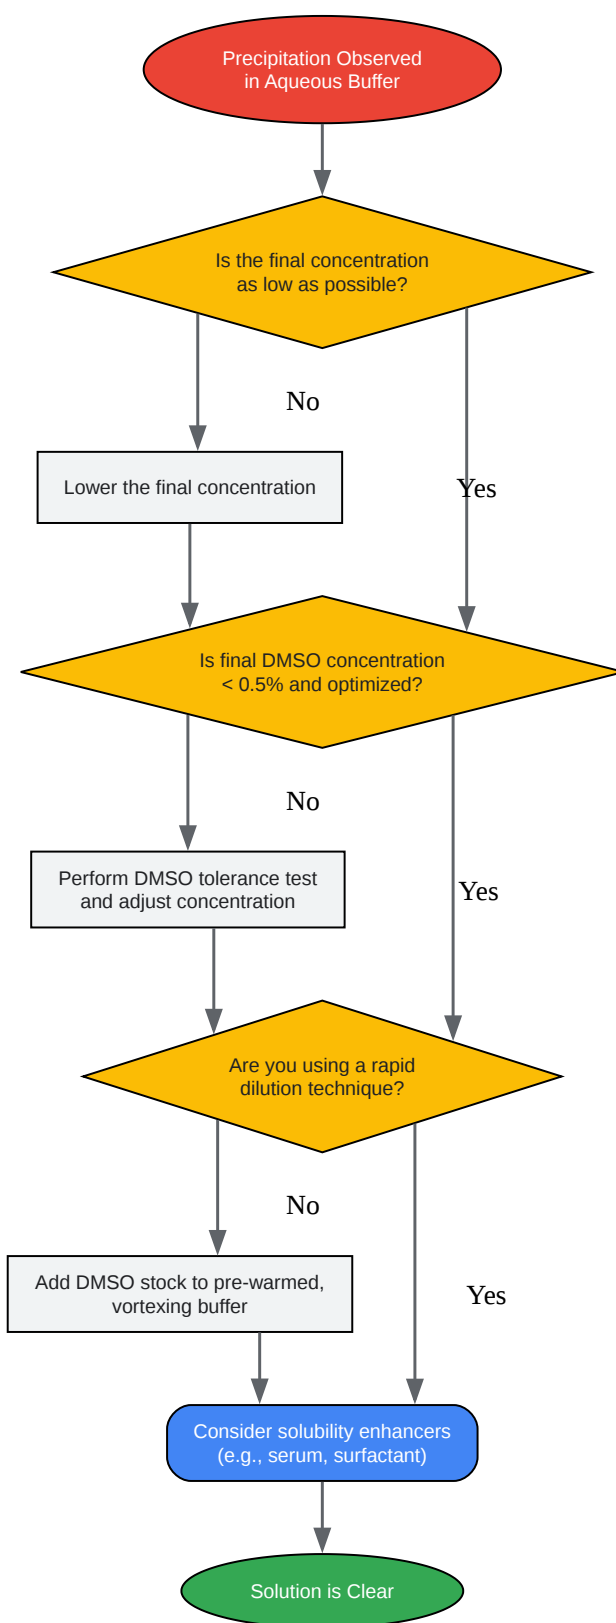 Precipitation Observed
in Aqueous Buffer
Is the final concentration
as low as possible?
No
Lower the final concentration
Yes
Is final DMSO concentration
< 0.5% and optimized?
No
Perform DMSO tolerance test
and adjust concentration
Yes
Are you using a rapid
dilution technique?
No
Add DMSO stock to pre-warmed,
vortexing buffer
Yes
Consider solubility enhancers
(e.g., serum, surfactant)
Solution is Clear